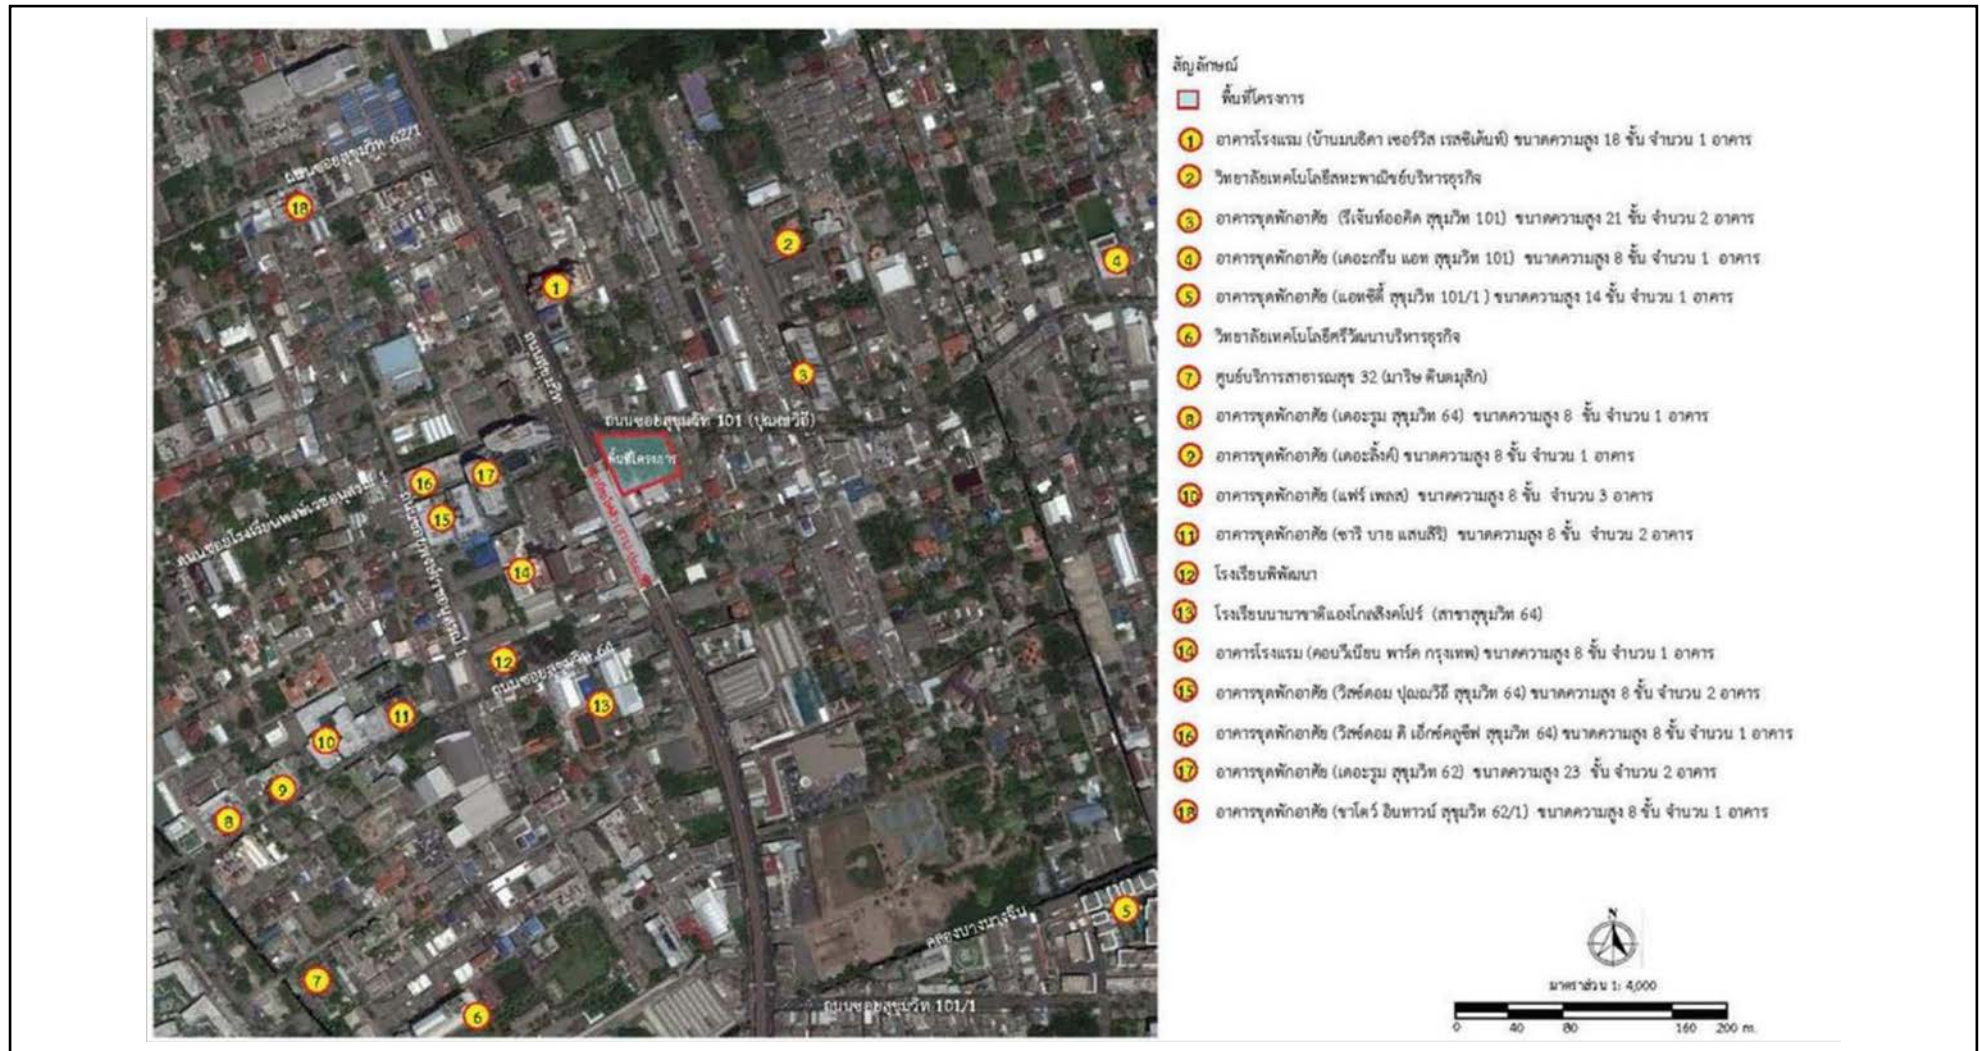 ถนนซอยสุขุมวิท 62/1
18
2
4
1
ถนนสุขุมวิท
3
ถนนซอยสุขุมวิท 101 (ปุณณวิถี)
พื้นที่โครงการ
17
16
15
14
12
ถนนซอยสุขุมวิท 64
13
11
10
9
8
5
คลองบางนางจีน
7
6
ถนนซอยสุขุมวิท 101/1
สัญลักษณ์
พื้นที่โครงการ
1 อาคารโรงแรม (บ้านมนธิดา เซอร์วิส เรสซิเด้นท์) ขนาดความสูง 18 ชั้น จำนวน 1 อาคาร
2 วิทยาลัยเทคโนโลยีสหะพาณิชย์บริหารธุรกิจ
3 อาคารชุดพักอาศัย (รีเจ้นท์ออคิด สุขุมวิท 101) ขนาดความสูง 21 ชั้น จำนวน 2 อาคาร
4 อาคารชุดพักอาศัย (เดอะกรีน แอท สุขุมวิท 101) ขนาดความสูง 8 ชั้น จำนวน 1 อาคาร
5 อาคารชุดพักอาศัย (แอทซิตี้ สุขุมวิท 101/1 ) ขนาดความสูง 14 ชั้น จำนวน 1 อาคาร
6 วิทยาลัยเทคโนโลยีศรีวัฒนาบริหารธุรกิจ
7 ศูนย์บริการสาธารณสุข 32 (มาริษ ตินตมุสิก)
8 อาคารชุดพักอาศัย (เดอะรูม สุขุมวิท 64) ขนาดความสูง 8 ชั้น จำนวน 1 อาคาร
9 อาคารชุดพักอาศัย (เดอะลิ้งค์) ขนาดความสูง 8 ชั้น จำนวน 1 อาคาร
10 อาคารชุดพักอาศัย (แฟร์ เพลส) ขนาดความสูง 8 ชั้น จำนวน 3 อาคาร
11 อาคารชุดพักอาศัย (ซารี บาย แสนสิริ) ขนาดความสูง 8 ชั้น จำนวน 2 อาคาร
12 โรงเรียนพิพัฒนา
13 โรงเรียนนานาชาติแองโกลสิงคโปร์ (สาขาสุขุมวิท 64)
14 อาคารโรงแรม (คอนวีเนียน พาร์ค กรุงเทพ) ขนาดความสูง 8 ชั้น จำนวน 1 อาคาร
15 อาคารชุดพักอาศัย (วิสซ์ดอม ปุณณวิถี สุขุมวิท 64) ขนาดความสูง 8 ชั้น จำนวน 2 อาคาร
16 อาคารชุดพักอาศัย (วิสซ์ดอม ดิ เอ็กซ์คลูซีฟ สุขุมวิท 64) ขนาดความสูง 8 ชั้น จำนวน 1 อาคาร
17 อาคารชุดพักอาศัย (เดอะรูม สุขุมวิท 62) ขนาดความสูง 23 ชั้น จำนวน 2 อาคาร
18 อาคารชุดพักอาศัย (ชาโตว์ อินทาวน์ สุขุมวิท 62/1) ขนาดความสูง 8 ชั้น จำนวน 1 อาคาร
N
มาตราส่วน 1: 4,000
0 40 80 160 200 m.